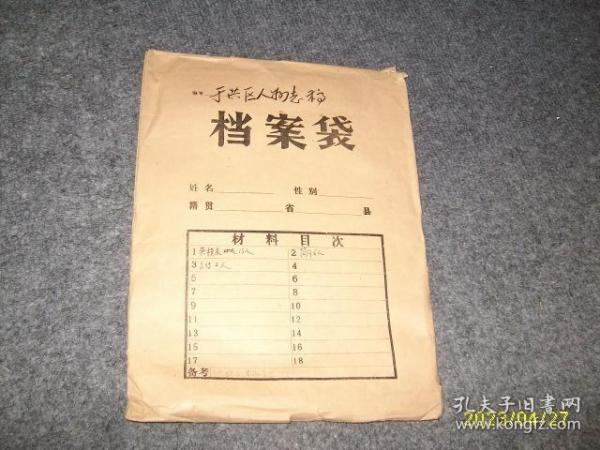 于洪区人物志稿
档案袋
姓名 性别
籍贯 省 县
材料目次
1 2
3 4
5 6
7 8
9 10
11 12
13 14
15 16
17 18
备考
孔夫子旧书网
www.kongfz.com
2023/04/27